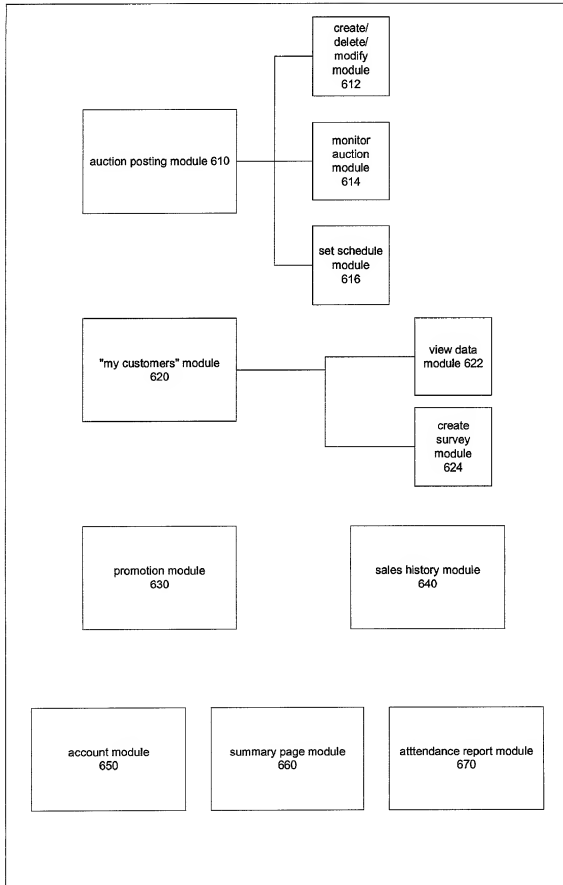 create/
delete/
modify
module
612
auction posting module 610
monitor
auction
module
614
set schedule
module
616
"my customers" module
620
view data
module 622
create
survey
module
624
promotion module
630
sales history module
640
account module
650
summary page module
660
atttendance report module
670